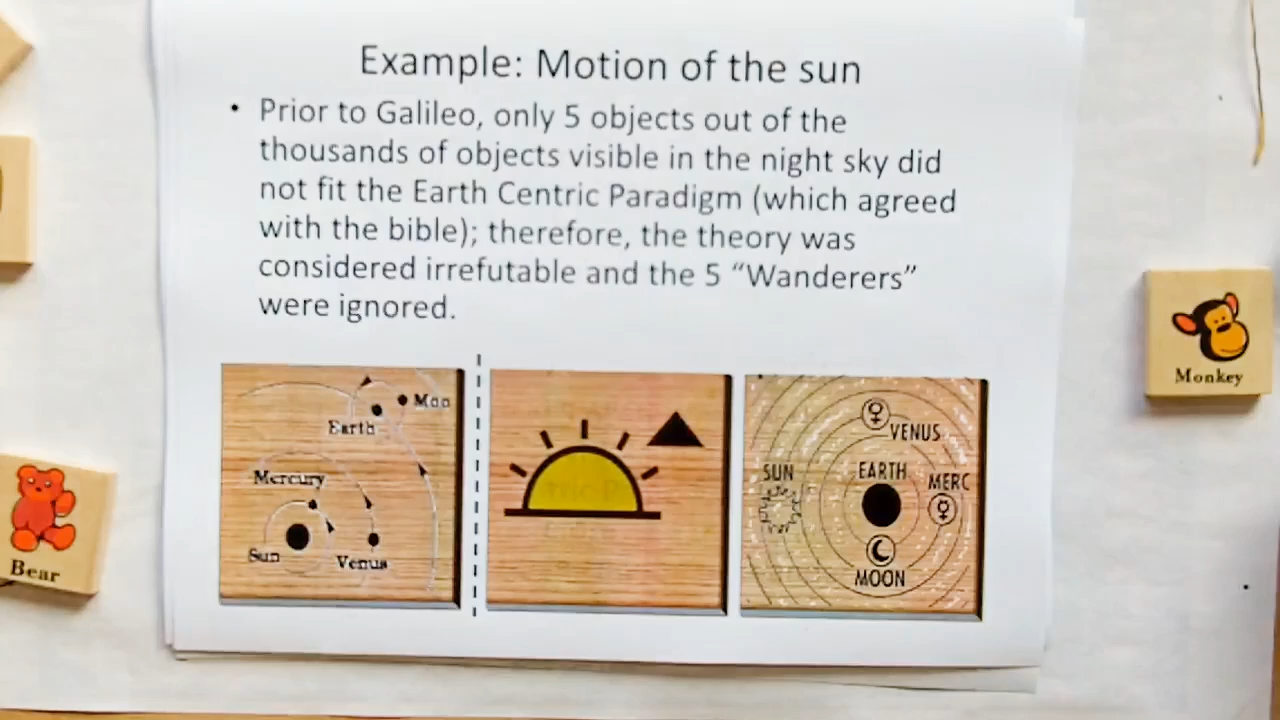 Example: Motion of the sun
• Prior to Galileo, only 5 objects out of the
thousands of objects visible in the night sky did
not fit the Earth Centric Paradigm (which agreed
with the bible); therefore, the theory was
considered irrefutable and the 5 “Wanderers”
were ignored.
Moo
Earth
Mercury
Sun
Venus
VENUS
SUN
EARTH
MERC
MOON
Monkey
Bear